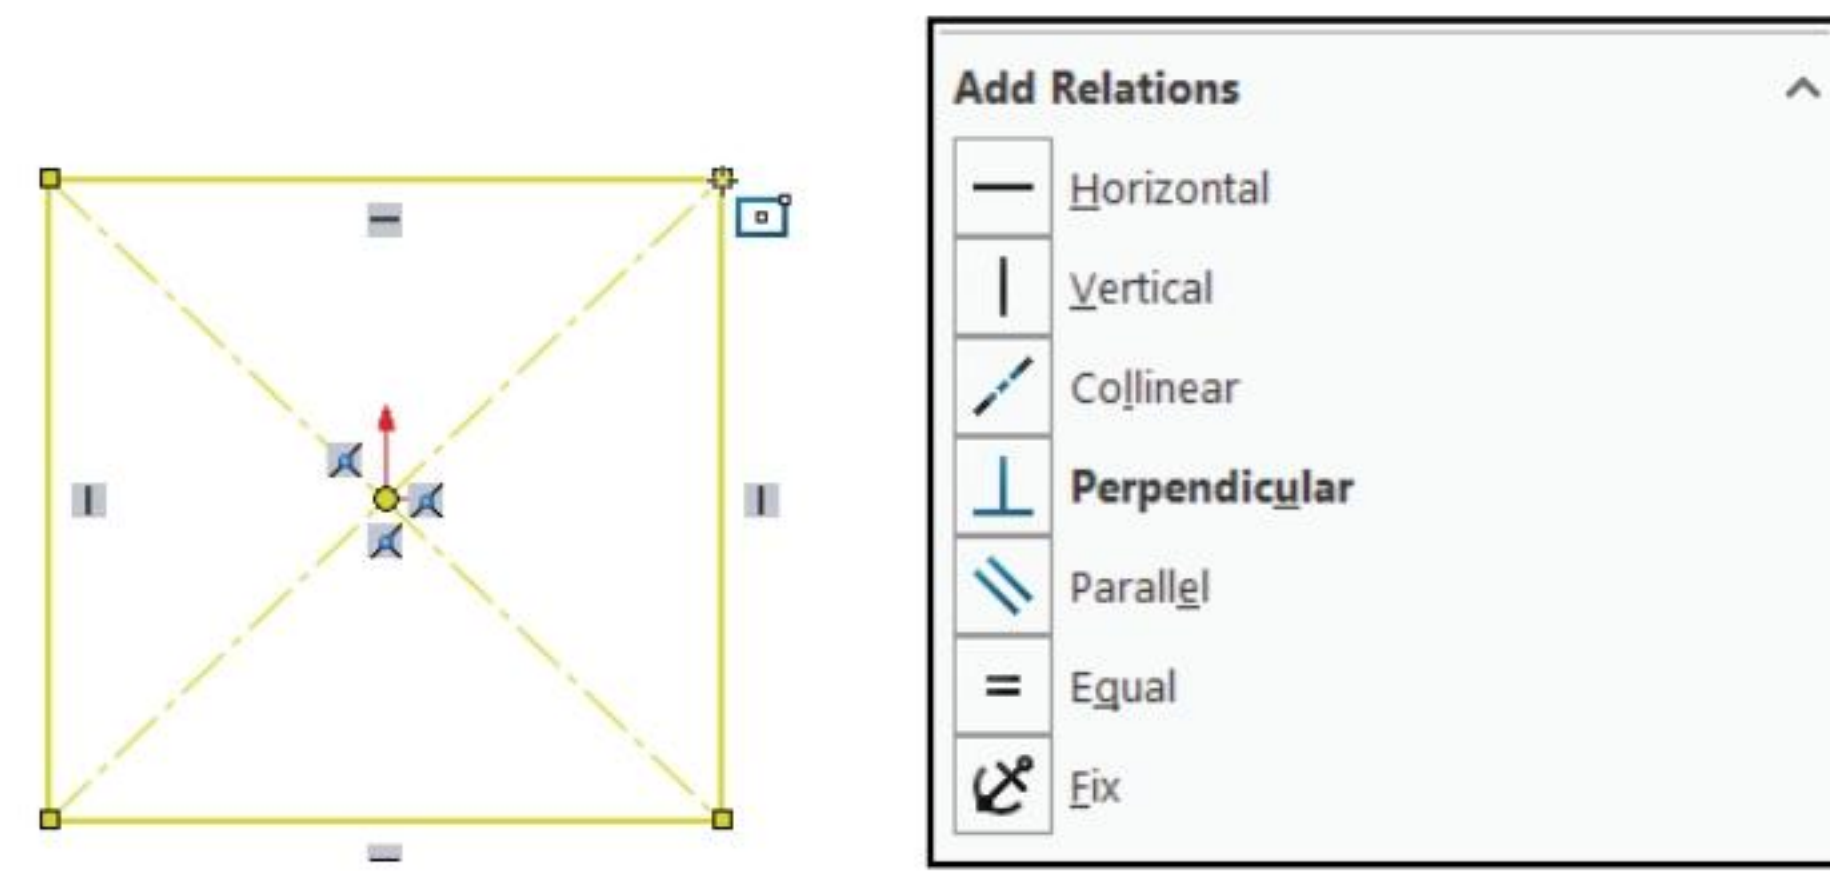 Add Relations
Horizontal
Vertical
Collinear
Perpendicular
Parallel
Equal
Fix